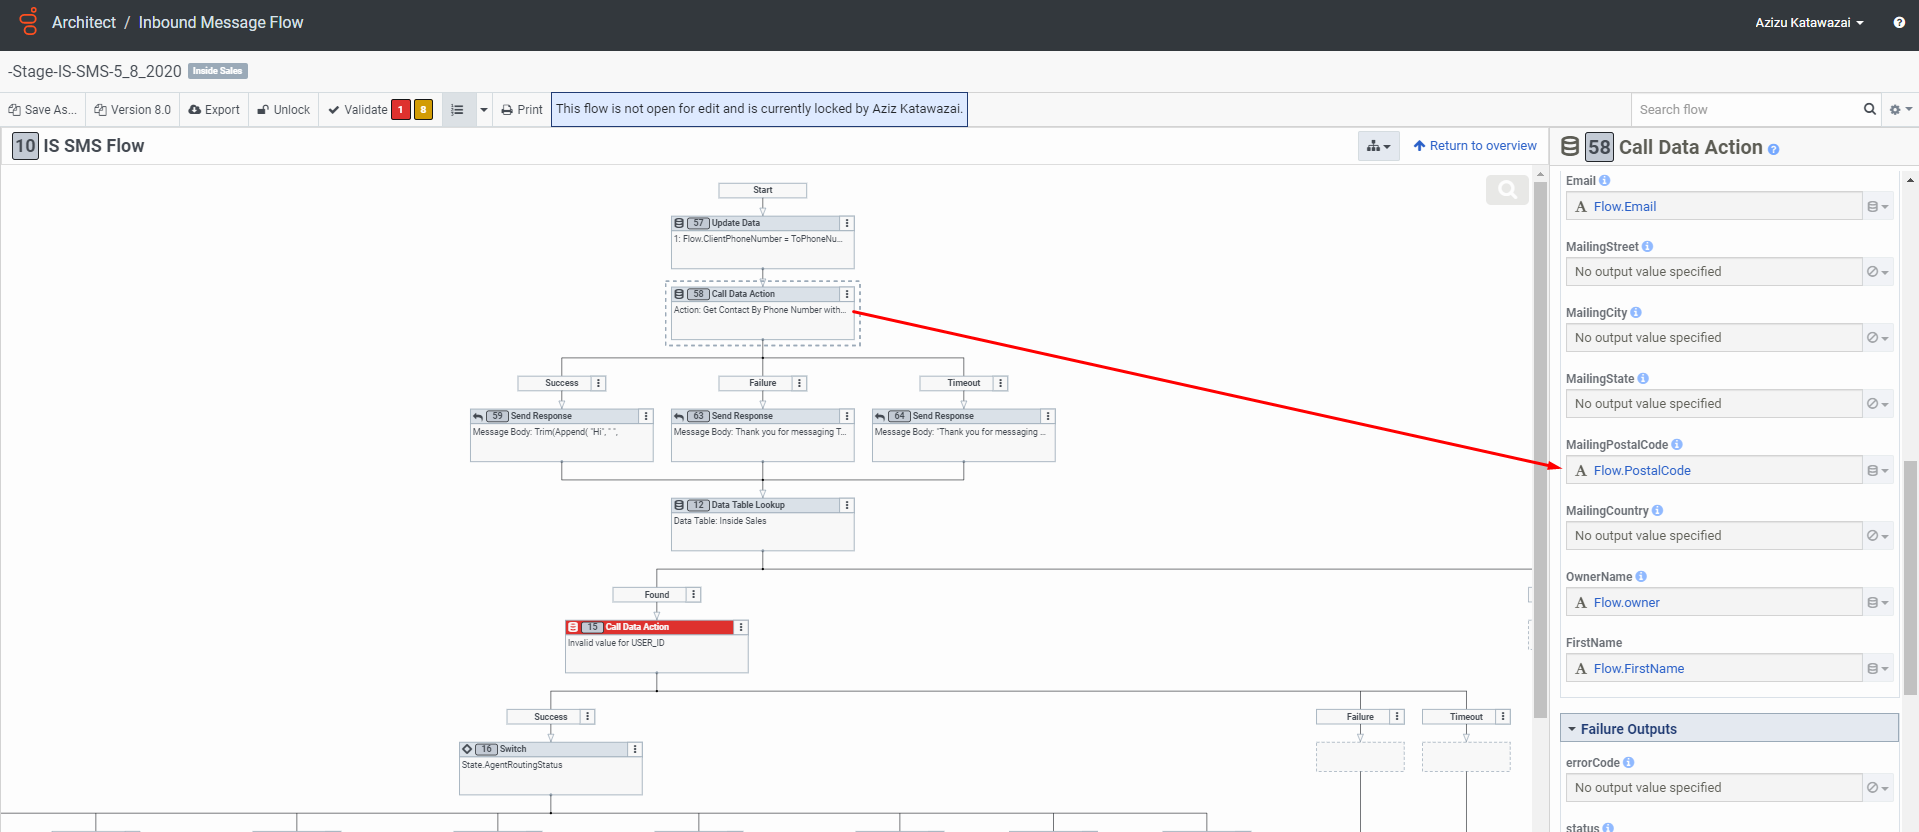 Architect / Inbound Message Flow
Azizu Katawazai
-Stage-IS-SMS-5_8_2020 Inside Sales
Save As... Version 8.0 Export Unlock Validate 1 8 Print This flow is not open for edit and is currently locked by Aziz Katawazai. Search flow
10 IS SMS Flow
Return to overview
Start
57 Update Data
1: Flow.ClientPhoneNumber = ToPhoneNu...
58 Call Data Action
Action: Get Contact By Phone Number with...
Success Failure Timeout
59 Send Response
Message Body: Trim(Append( "Hi", " ",
63 Send Response
Message Body: Thank you for messaging T...
64 Send Response
Message Body: "Thank you for messaging ...
12 Data Table Lookup
Data Table: Inside Sales
Found
15 Call Data Action
Invalid value for USER_ID
Success Failure Timeout
16 Switch
State.AgentRoutingStatus
58 Call Data Action
Email
A Flow.Email
MailingStreet
No output value specified
MailingCity
No output value specified
MailingState
No output value specified
MailingPostalCode
A Flow.PostalCode
MailingCountry
No output value specified
OwnerName
A Flow.owner
FirstName
A Flow.FirstName
Failure Outputs
errorCode
No output value specified
status